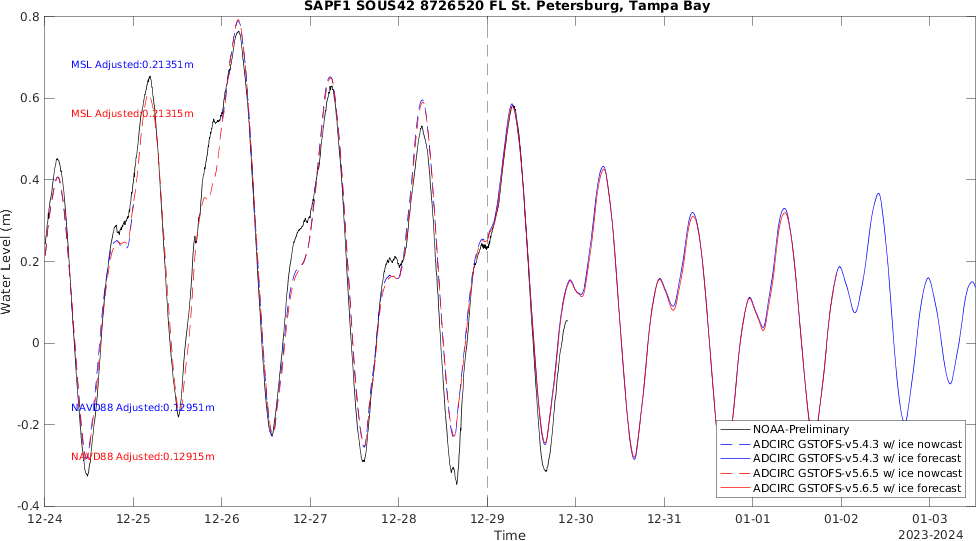 SAPF1 SOUS42 8726520 FL St. Petersburg, Tampa Bay
0.8
0.6
0.4
0.2
0
-0.2
-0.4
Water Level (m)
MSL Adjusted:0.21351m
MSL Adjusted:0.21315m
NAVD88 Adjusted:0.12951m
NAVD88 Adjusted:0.12915m
NOAA-Preliminary
ADCIRC GSTOFS-v5.4.3 w/ ice nowcast
ADCIRC GSTOFS-v5.4.3 w/ ice forecast
ADCIRC GSTOFS-v5.6.5 w/ ice nowcast
ADCIRC GSTOFS-v5.6.5 w/ ice forecast
12-24 12-25 12-26 12-27 12-28 12-29 12-30 12-31 01-01 01-02 01-03
Time
2023-2024